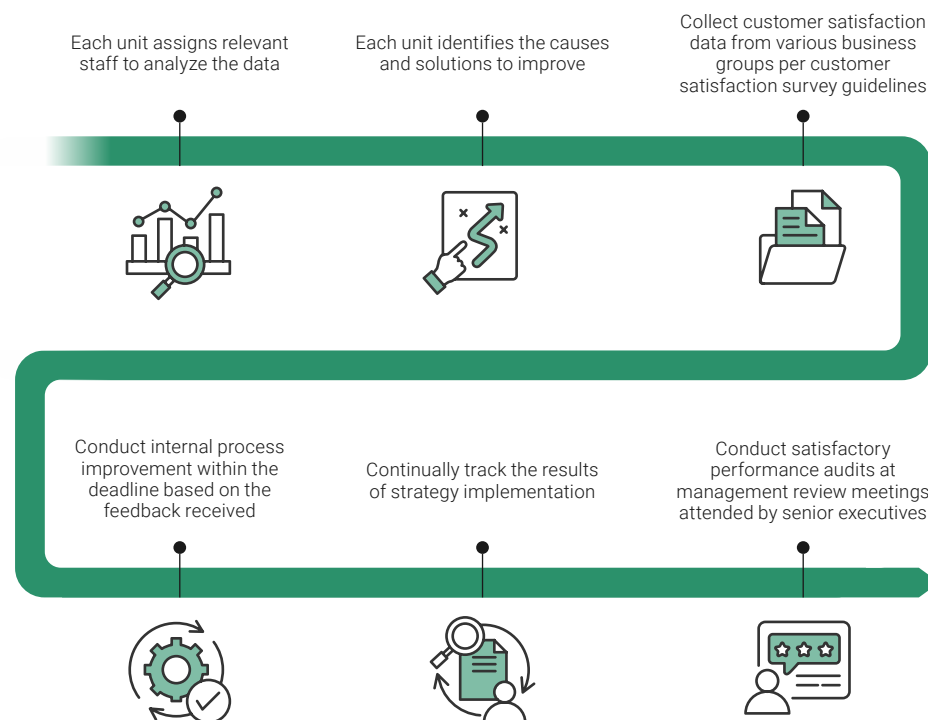 Each unit assigns relevant
staff to analyze the data
Each unit identifies the causes
and solutions to improve
Collect customer satisfaction
data from various business
groups per customer
satisfaction survey guidelines
Conduct internal process
improvement within the
deadline based on the
feedback received
Continually track the results
of strategy implementation
Conduct satisfactory
performance audits at
management review meetings
attended by senior executives